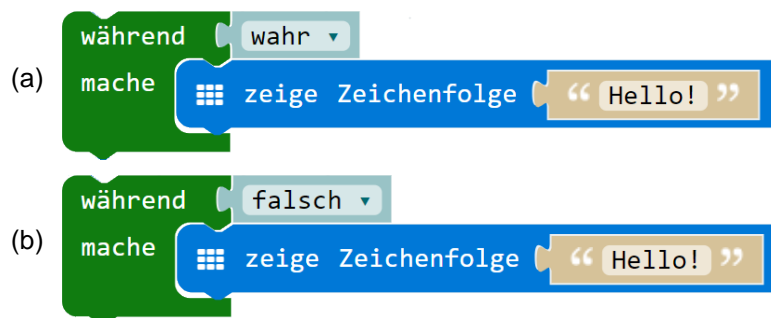 während wahr
(a)
mache zeige Zeichenfolge “ Hello! ”
während falsch
(b)
mache zeige Zeichenfolge “ Hello! ”